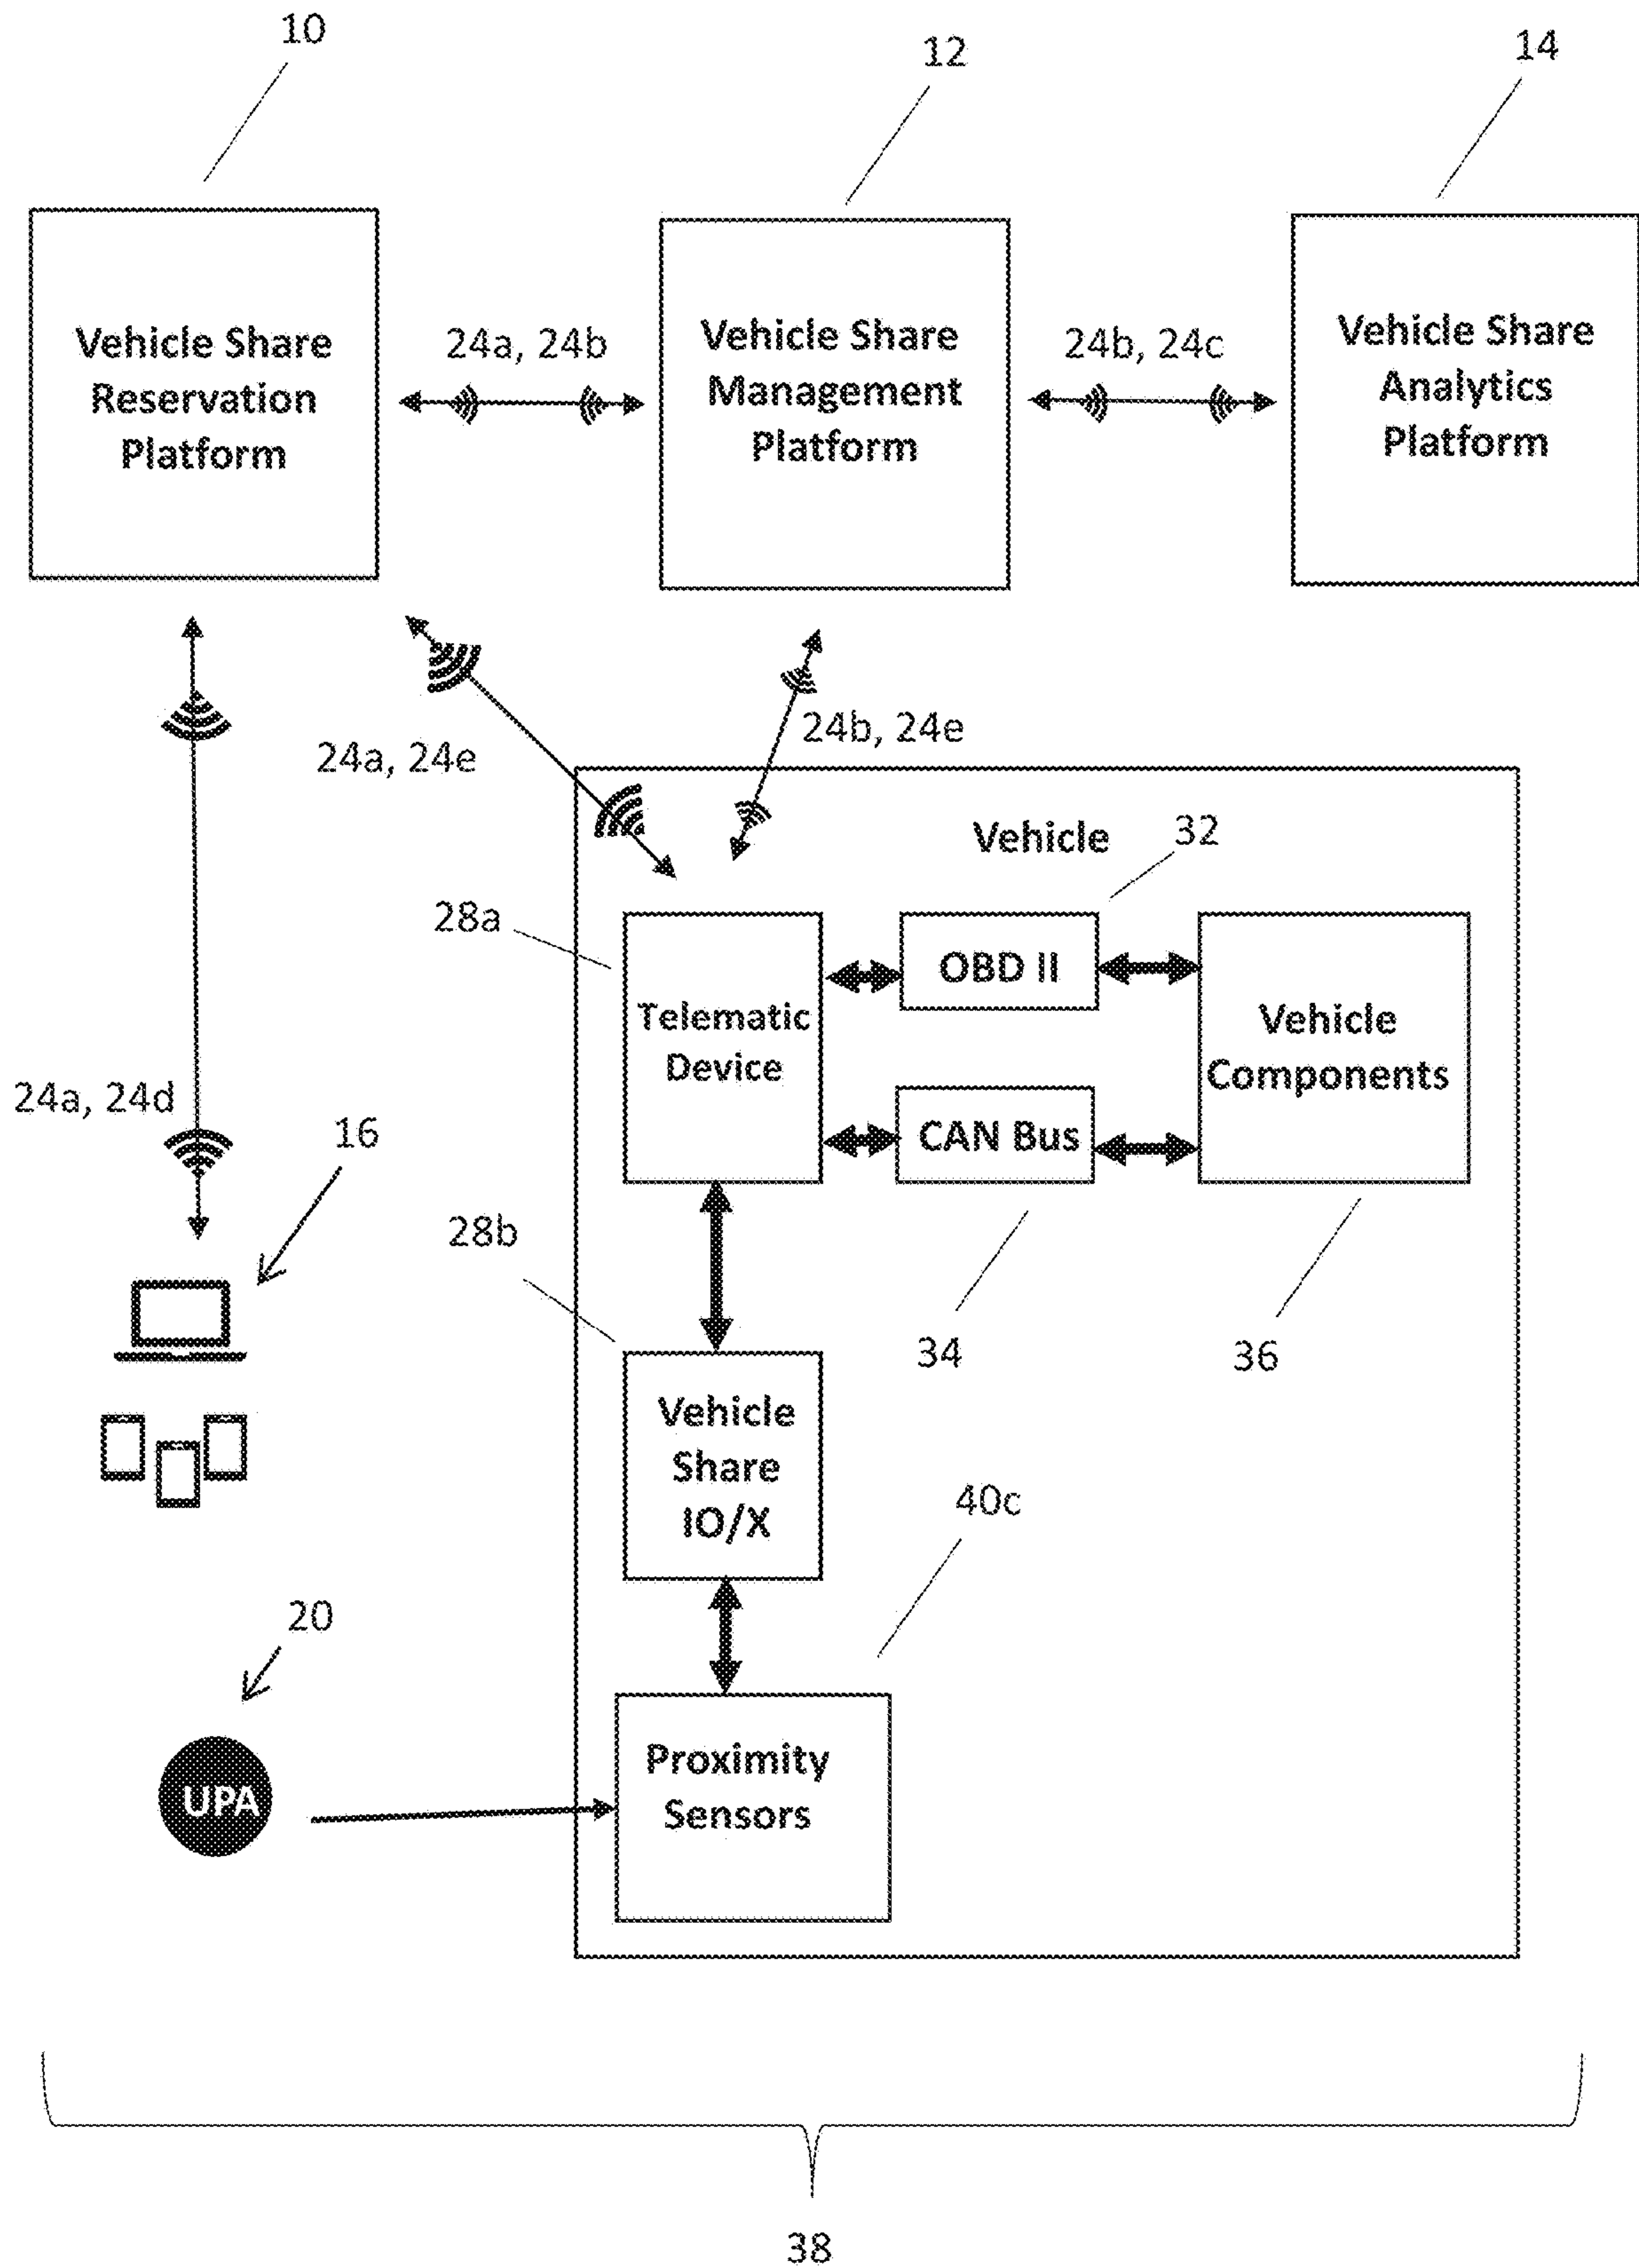 10
12
14
Vehicle Share
Reservation
Platform
24a, 24b
Vehicle Share
Management
Platform
24b, 24c
Vehicle Share
Analytics
Platform
24a, 24e
24b, 24e
Vehicle
32
28a
Telematic
Device
OBD II
Vehicle
Components
CAN Bus
24a, 24d
16
28b
34
36
Vehicle
Share
IO/X
40c
20
UPA
Proximity
Sensors
38